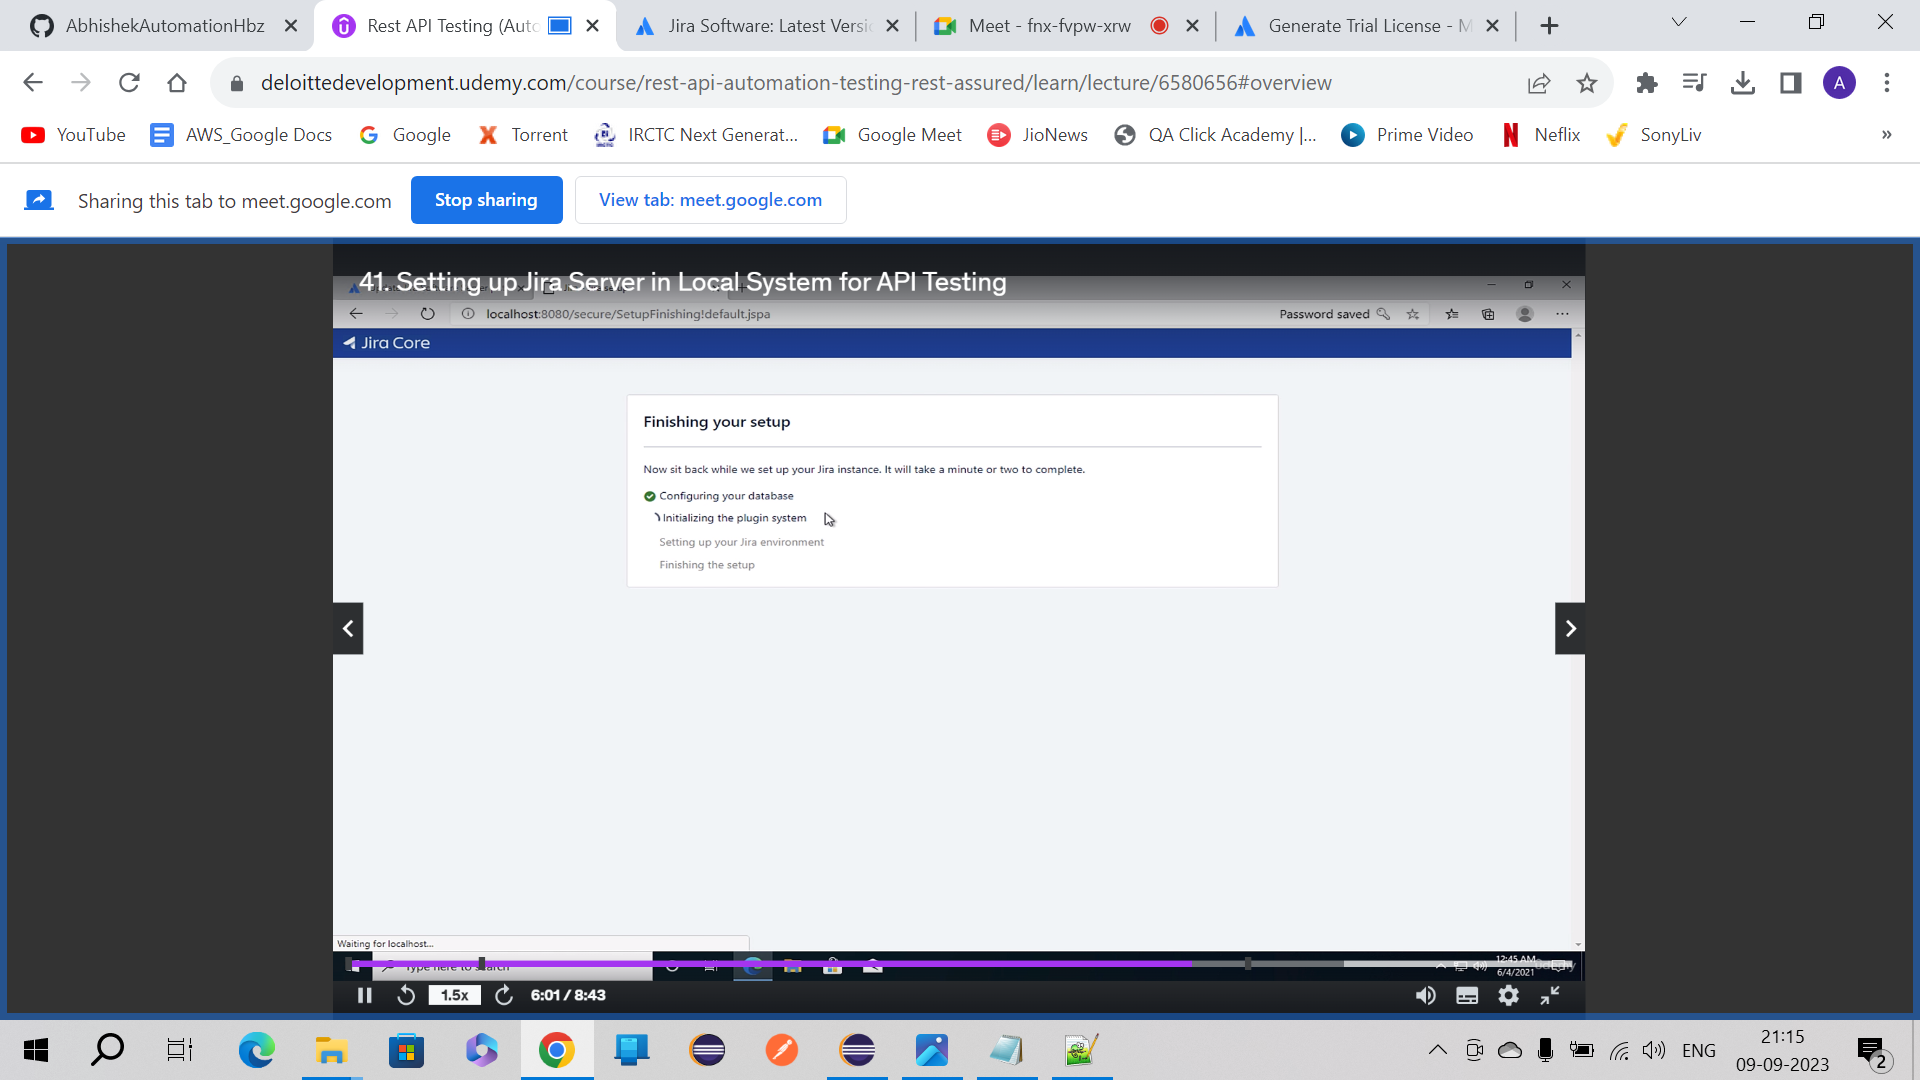 AbhishekAutomationHbz
Rest API Testing (Auto
Jira Software: Latest Versi
Meet - fnx-fvpw-xrw
Generate Trial License - M
deloittedevelopment.udemy.com/course/rest-api-automation-testing-rest-assured/learn/lecture/6580656#overview
A
YouTube
AWS_Google Docs
Google
Torrent
IRCTC Next Generat...
Google Meet
JioNews
QA Click Academy |...
Prime Video
Neflix
SonyLiv
»
Sharing this tab to meet.google.com
Stop sharing
View tab: meet.google.com
41. Setting up Jira Server in Local System for API Testing
localhost:8080/secure/SetupFinishing!default.jspa
Password saved
Jira Core
Finishing your setup
Now sit back while we set up your Jira instance. It will take a minute or two to complete.
Configuring your database
Initializing the plugin system
Setting up your Jira environment
Finishing the setup
Waiting for localhost...
Type here to search
12:45 AM
6/4/2021
1.5x
6:01 / 8:43
ENG
21:15
09-09-2023
2